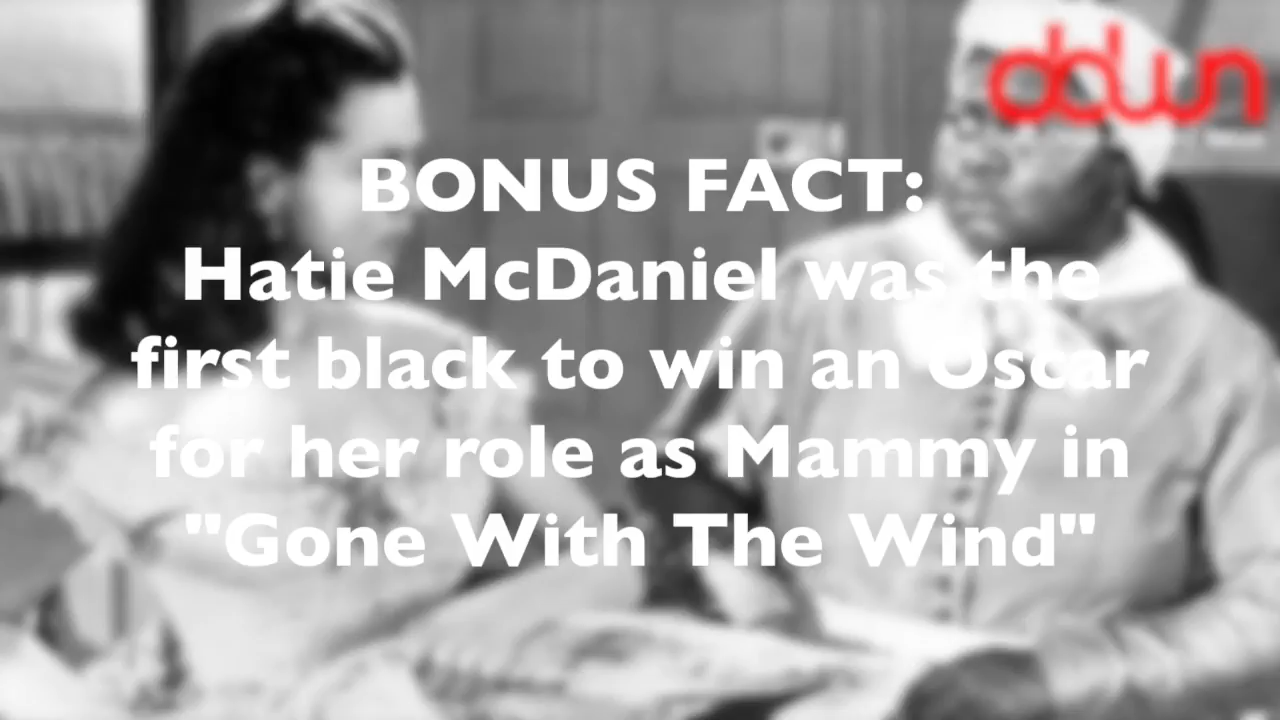 BONUS FACT:
Hatie McDaniel was the
first black to win an Oscar
for her role as Mammy in
"Gone With The Wind"